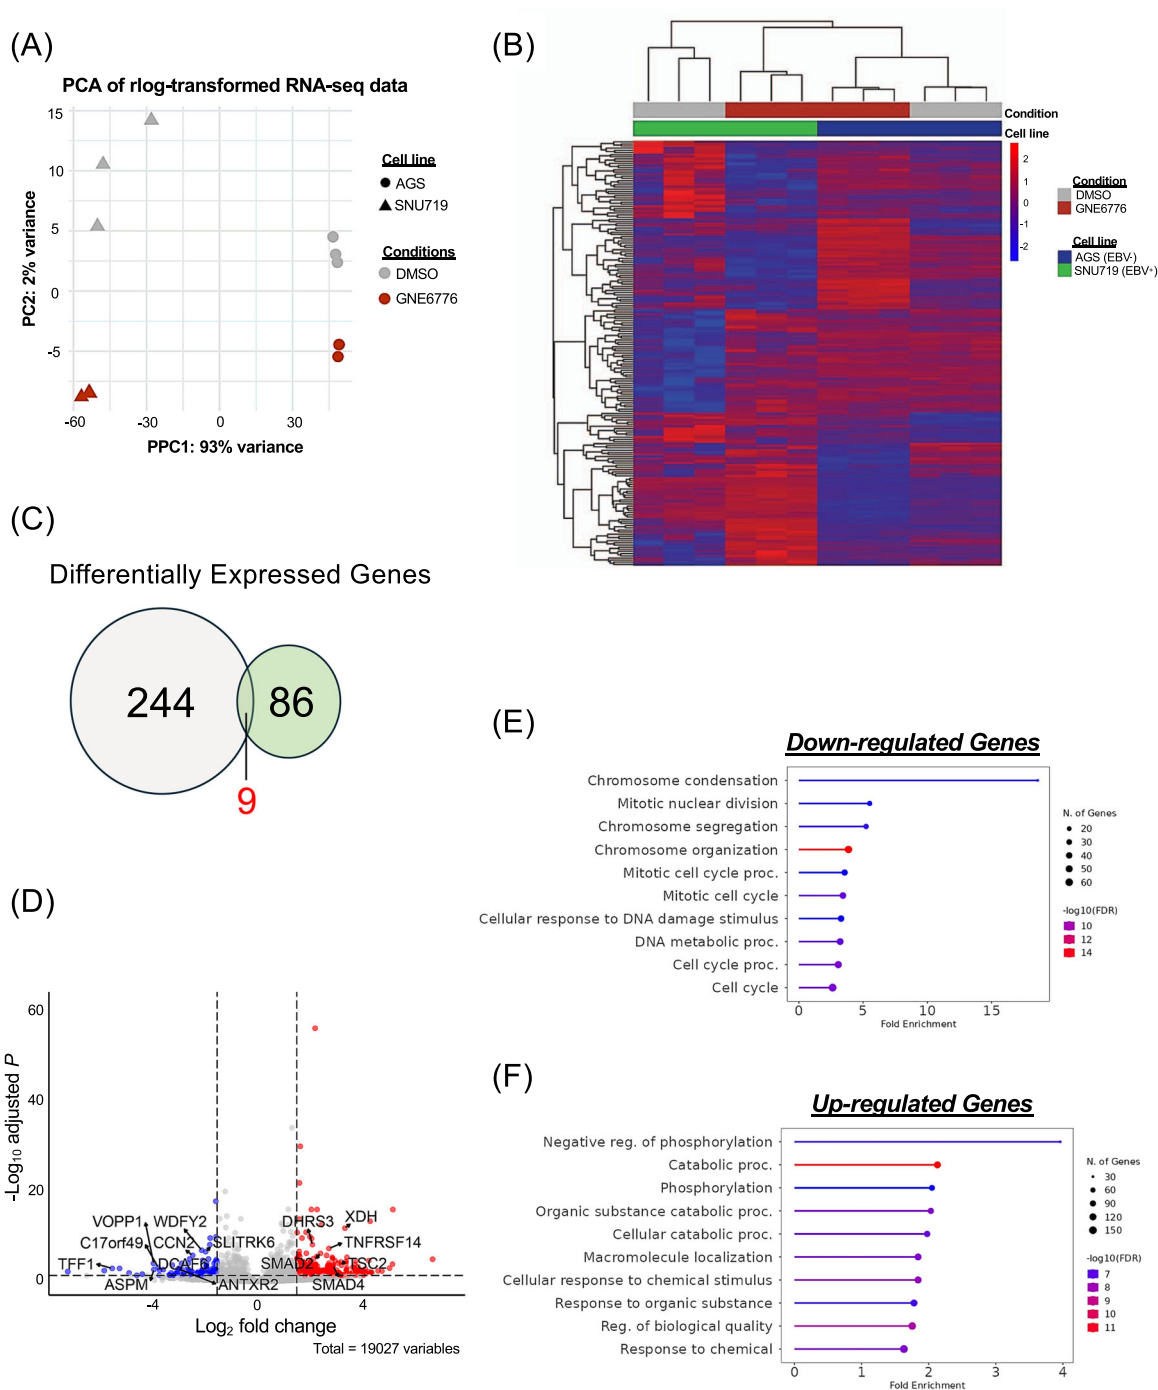 (A)
PCA of rlog-transformed RNA-seq data
15
10
5
0
-5
-60
-30
0
30
PC2: 2% variance
PPC1: 93% variance
Cell line
AGS
SNU719
Conditions
DMSO
GNE6776
(B)
Condition
Cell line
2
1
0
-1
-2
Condition
DMSO
GNE6776
Cell line
AGS (EBV-)
SNU719 (EBV+)
(C)
Differentially Expressed Genes
244
86
9
(D)
60
40
20
0
-Log10 adjusted P
VOPP1
WDFY2
C17orf49
CCN2
SLITRK6
TFF1
DCAF6
ASPM
ANTXR2
DHRS3
XDH
TNFRSF14
SMAD2
TSC2
SMAD4
-4
0
4
Log2 fold change
Total = 19027 variables
(E)
Down-regulated Genes
Chromosome condensation
Mitotic nuclear division
Chromosome segregation
Chromosome organization
Mitotic cell cycle proc.
Mitotic cell cycle
Cellular response to DNA damage stimulus
DNA metabolic proc.
Cell cycle proc.
Cell cycle
0
5
10
15
Fold Enrichment
N. of Genes
20
30
40
50
60
-log10(FDR)
10
12
14
(F)
Up-regulated Genes
Negative reg. of phosphorylation
Catabolic proc.
Phosphorylation
Organic substance catabolic proc.
Cellular catabolic proc.
Macromolecule localization
Cellular response to chemical stimulus
Response to organic substance
Reg. of biological quality
Response to chemical
0
1
2
3
4
Fold Enrichment
N. of Genes
30
60
90
120
150
-log10(FDR)
7
8
9
10
11